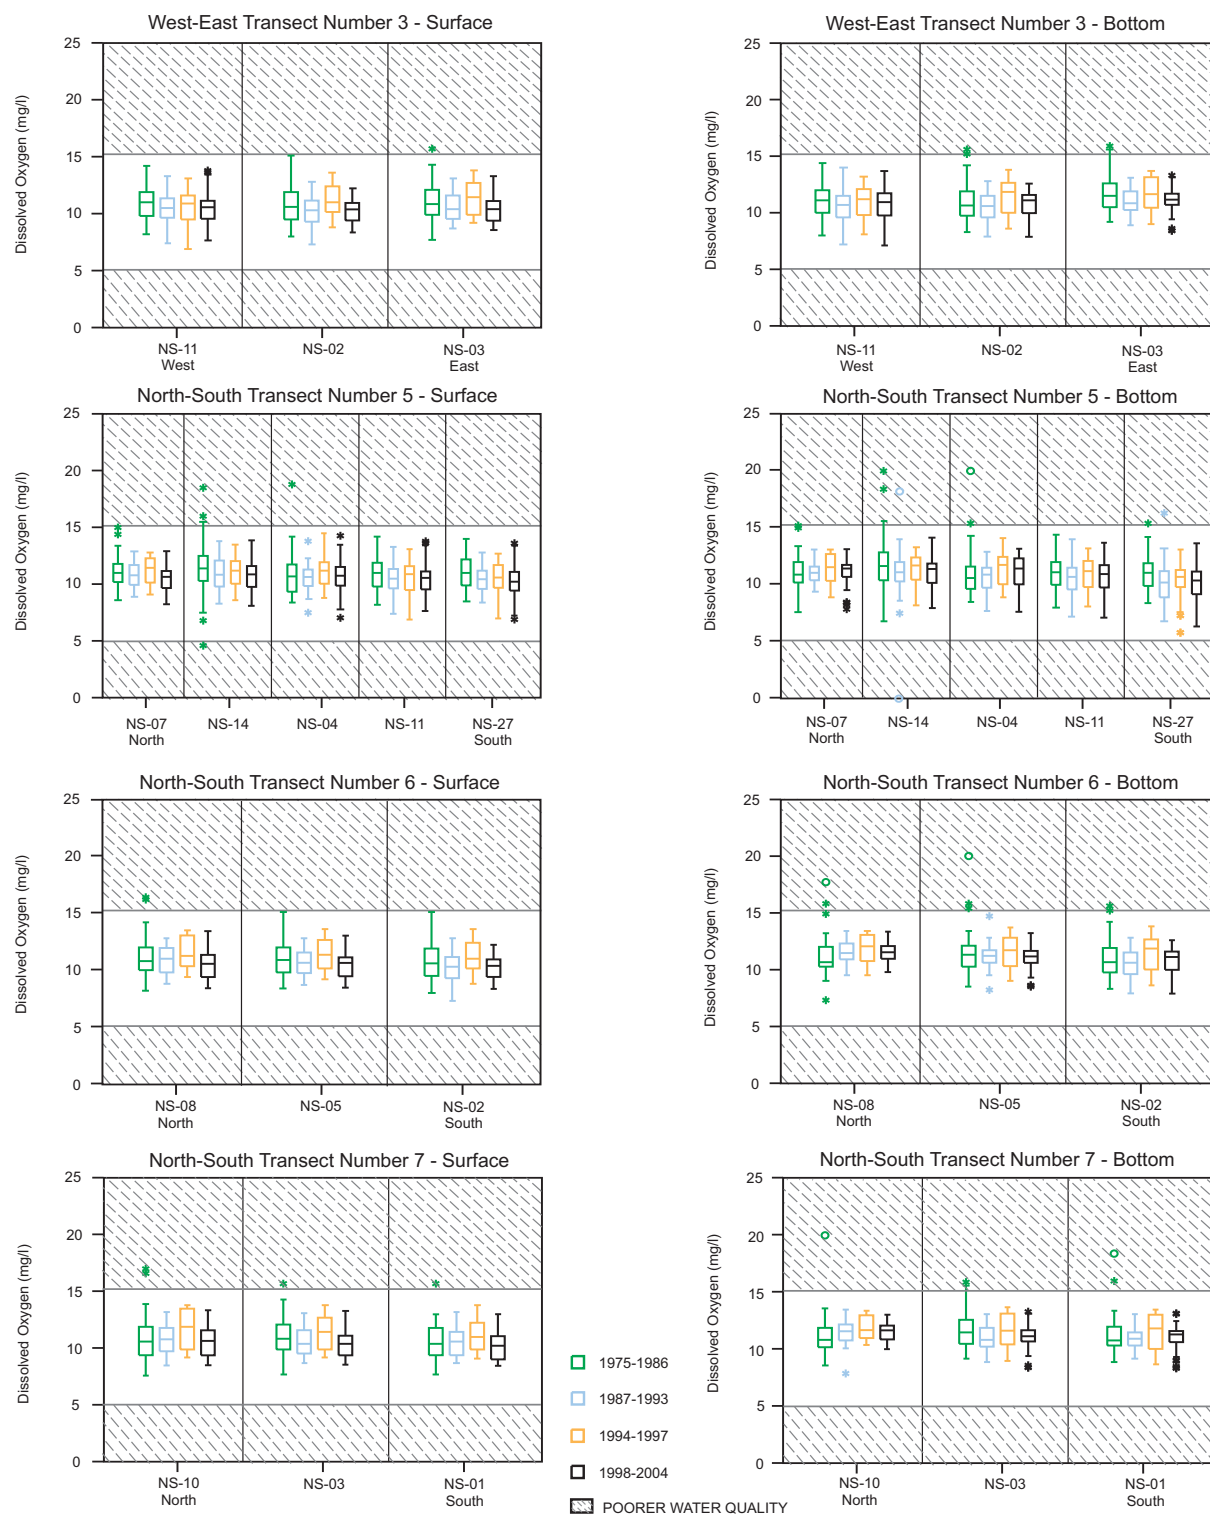 West-East Transect Number 3 - Surface
25
20
15
10
5
0
Dissolved Oxygen (mg/l)
NS-11
West
NS-02
NS-03
East
West-East Transect Number 3 - Bottom
25
20
15
10
5
0
Dissolved Oxygen (mg/l)
NS-11
West
NS-02
NS-03
East
North-South Transect Number 5 - Surface
25
20
15
10
5
0
Dissolved Oxygen (mg/l)
NS-07
North
NS-14
NS-04
NS-11
NS-27
South
North-South Transect Number 5 - Bottom
25
20
15
10
5
0
Dissolved Oxygen (mg/l)
NS-07
North
NS-14
NS-04
NS-11
NS-27
South
North-South Transect Number 6 - Surface
25
20
15
10
5
0
Dissolved Oxygen (mg/l)
NS-08
North
NS-05
NS-02
South
North-South Transect Number 6 - Bottom
25
20
15
10
5
0
Dissolved Oxygen (mg/l)
NS-08
North
NS-05
NS-02
South
North-South Transect Number 7 - Surface
25
20
15
10
5
0
Dissolved Oxygen (mg/l)
NS-10
North
NS-03
NS-01
South
North-South Transect Number 7 - Bottom
25
20
15
10
5
0
Dissolved Oxygen (mg/l)
NS-10
North
NS-03
NS-01
South
1975-1986
1987-1993
1994-1997
1998-2004
POORER WATER QUALITY